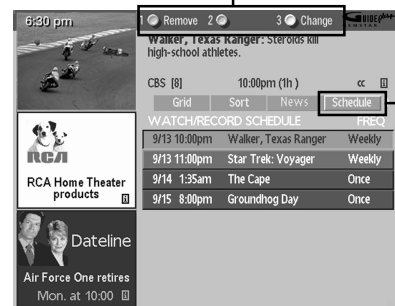 6:30 pm
1 Remove 2 3 Change
GUIDE plus
GEMSTAR
Walker, Texas Ranger: Steroids kill
high-school athletes.
CBS [8] 10:00pm (1h ) cc i
Grid Sort News Schedule
WATCH/RECORD SCHEDULE FREQ
9/13 10:00pm Walker, Texas Ranger Weekly
9/13 11:00pm Star Trek: Voyager Weekly
9/14 1:35am The Cape Once
9/15 8:00pm Groundhog Day Once
RCA
RCA Home Theater
products i
Dateline
Air Force One retires
Mon. at 10:00 i